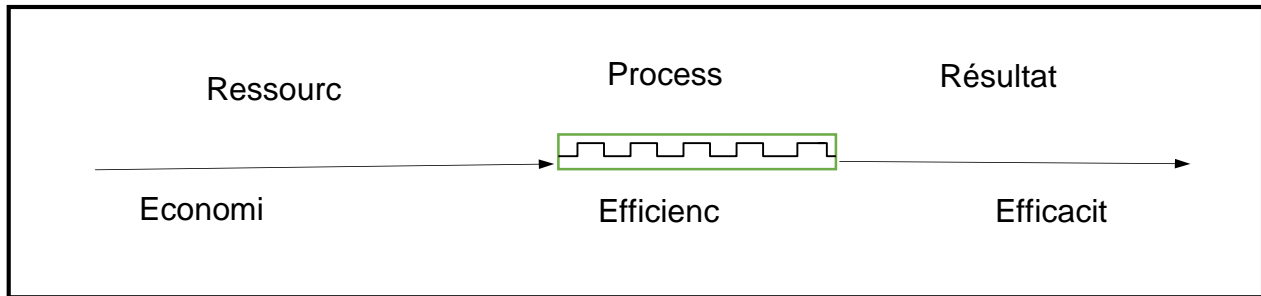 Ressourc
Process
Résultat
Economi
Efficienc
Efficacit